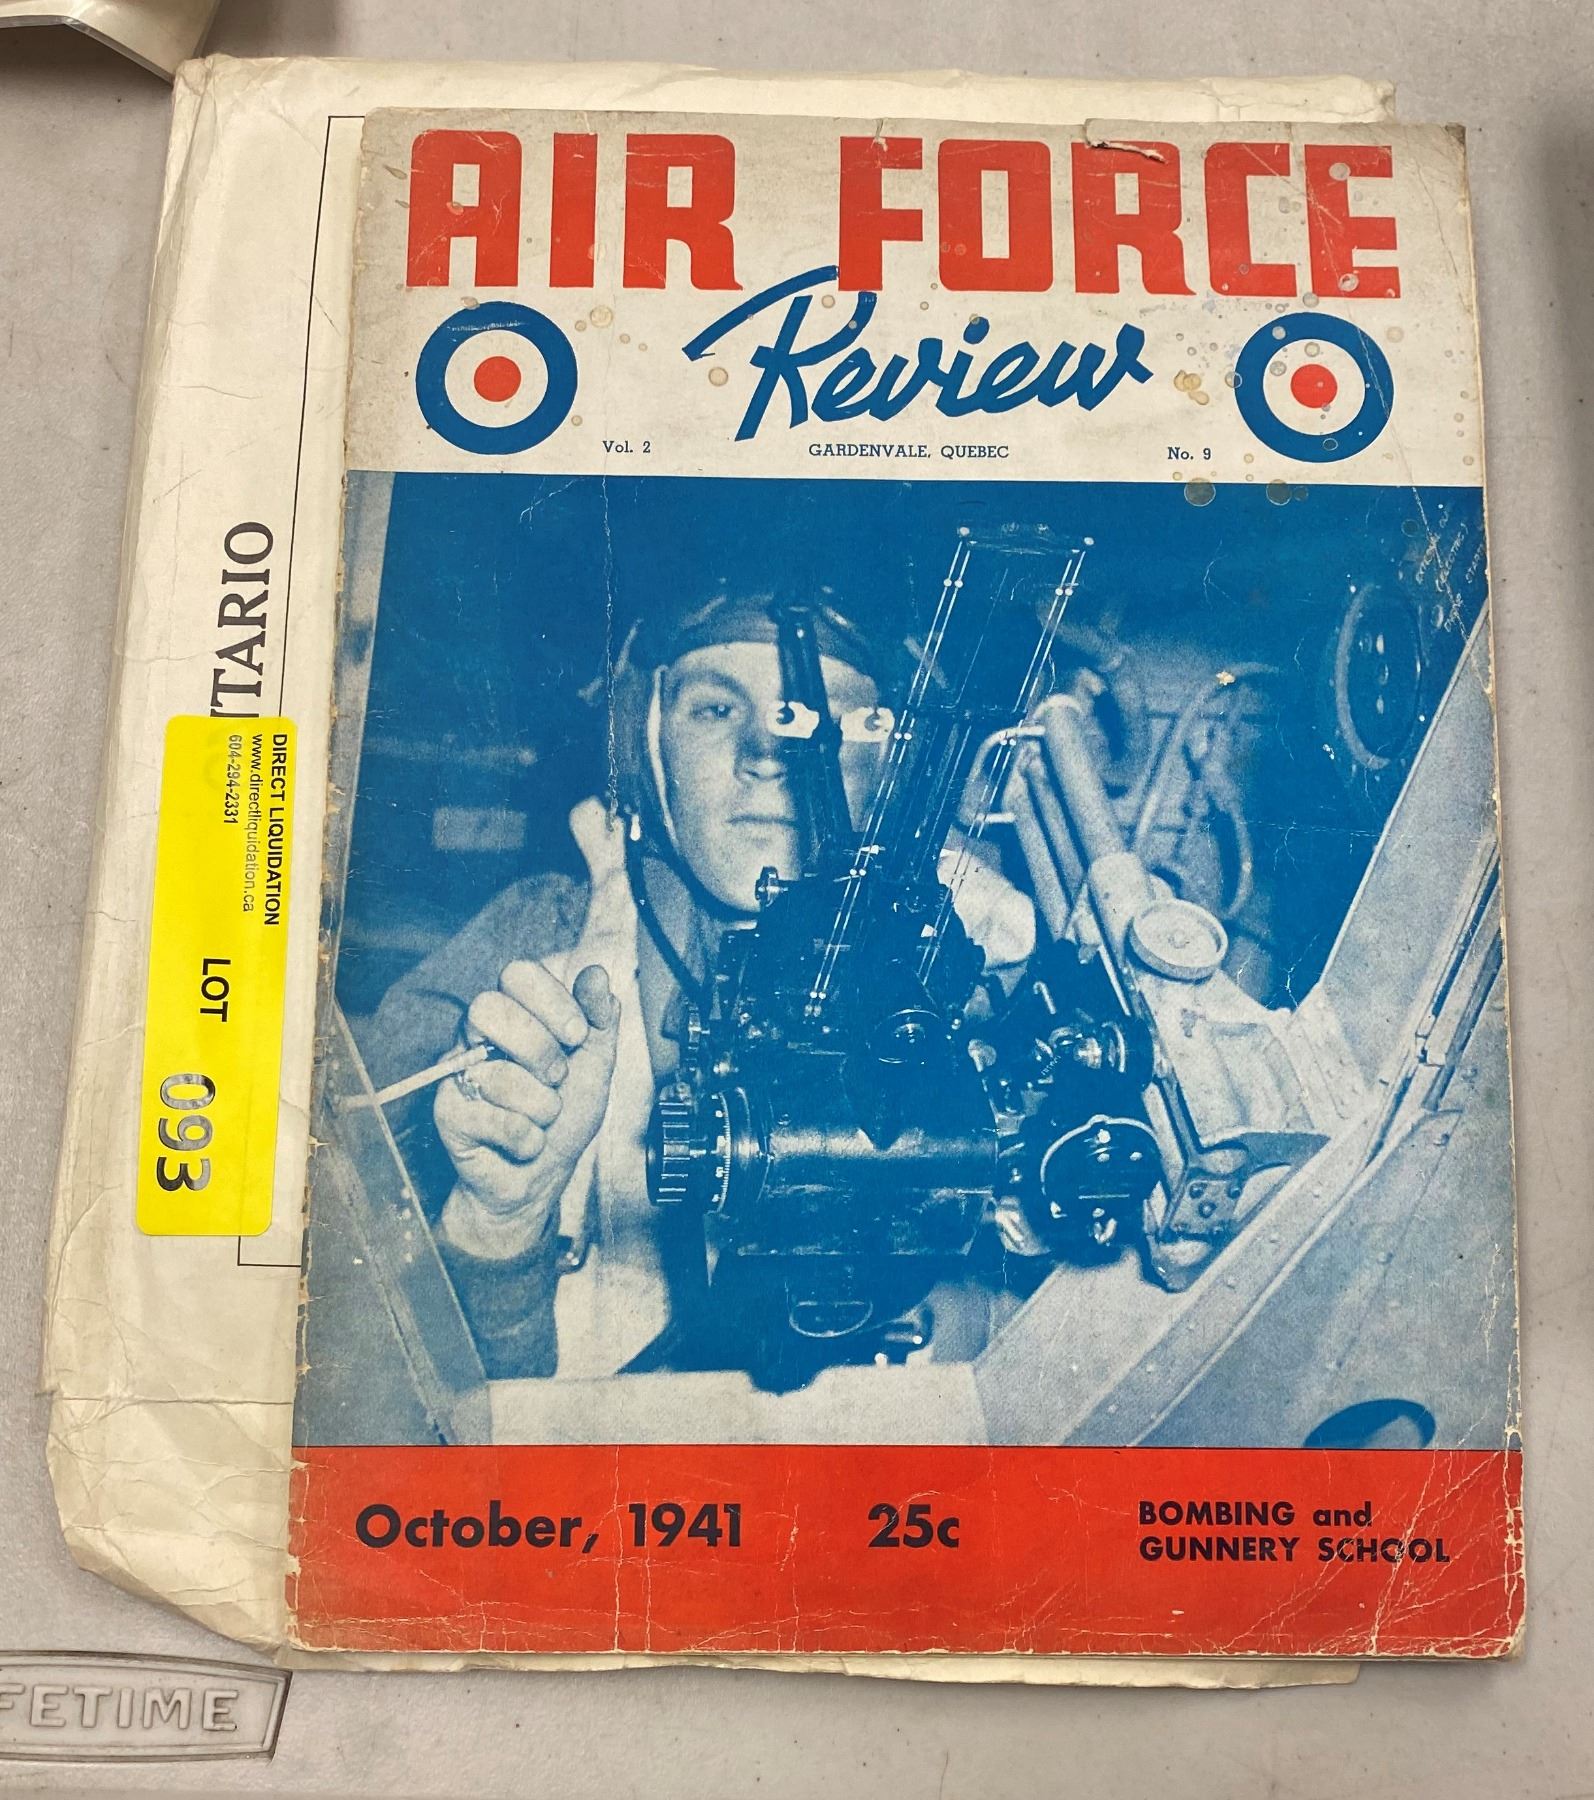 AIR FORCE
Review
Vol. 2 GARDENVALE, QUEBEC No. 9
October, 1941 25c BOMBING and
GUNNERY SCHOOL
TARIO
DIRECT LIQUIDATION
www.directliquidation.ca
604-294-2331
LOT 093
FETIME